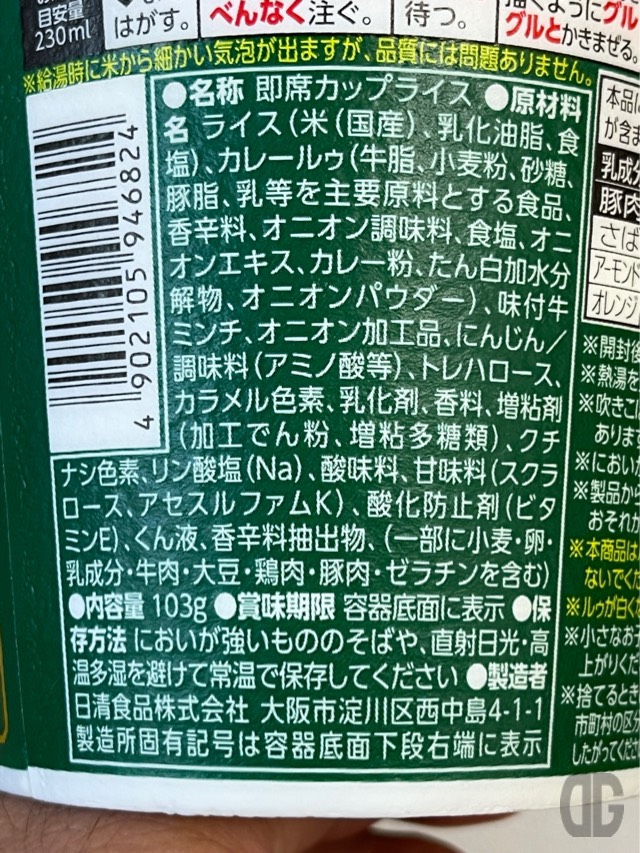 目安量
230ml
はがす。
べんなく注ぐ。
待つ。
描くようにグル
グルとかきまぜる。
※給湯時に米から細かい気泡が出ますが、品質には問題ありません。
●名称 即席カップライス ●原材料
名 ライス(米(国産)、乳化油脂、食
塩)、カレールゥ(牛脂、小麦粉、砂糖、
豚脂、乳等を主要原料とする食品、
香辛料、オニオン調味料、食塩、オニ
オンエキス、カレー粉、たん白加水分
解物、オニオンパウダー)、味付牛
ミンチ、オニオン加工品、にんじん/
調味料(アミノ酸等)、トレハロース、
カラメル色素、乳化剤、香料、増粘剤
(加工でん粉、増粘多糖類)、クチ
ナシ色素、リン酸塩(Na)、酸味料、甘味料(スクラ
ロース、アセスルファムK)、酸化防止剤(ビタ
ミンE)、くん液、香辛料抽出物、(一部に小麦・卵・
乳成分・牛肉・大豆・鶏肉・豚肉・ゼラチンを含む)
●内容量 103g ●賞味期限 容器底面に表示 ●保
存方法 においが強いもののそばや、直射日光・高
温多湿を避けて常温で保存してください ●製造者
日清食品株式会社 大阪市淀川区西中島4-1-1
製造所固有記号は容器底面下段右端に表示
4 902105 946824
本品
が含ま
乳成分
豚肉
さば
アーモンド
オレンジ
※開封後
※熱湯を
※吹きこ
ありま
※におい
※製品が
おそれ
※本商品は
ないでく
※ルゥが白く
※小さなお
上がりくだ
※捨てると
市町村の区分
したがってくださ
DG